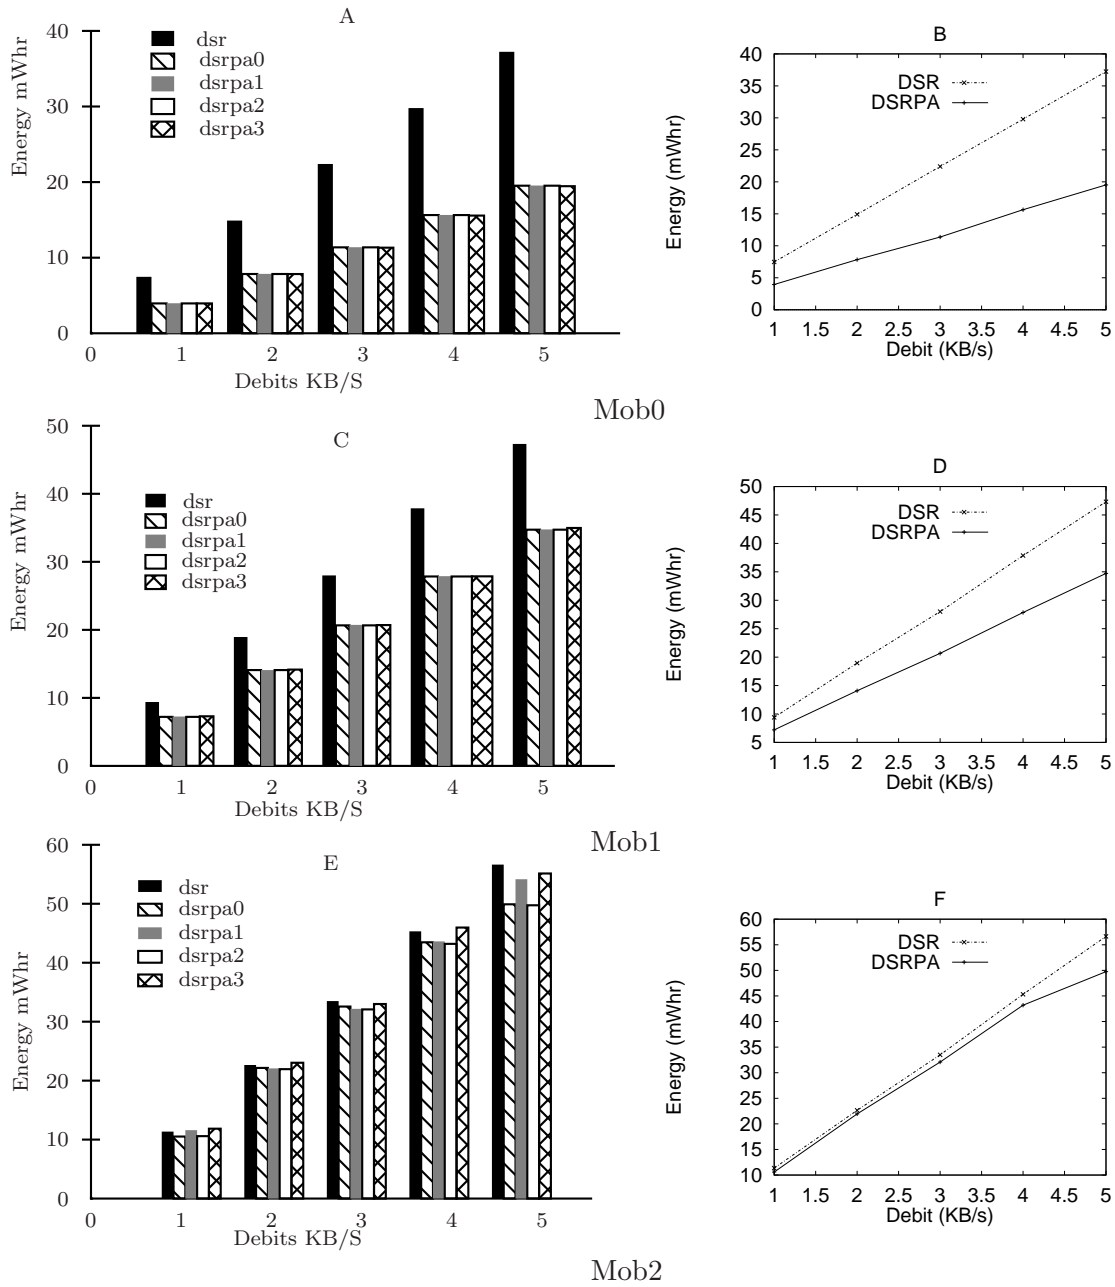 A
40
30
20
10
0
Energy mWhr
dsr
dsrpa0
dsrpa1
dsrpa2
dsrpa3
0 1 2 3 4 5
Debits KB/S
B
40
35
30
25
20
15
10
5
0
Energy (mWhr)
DSR
DSRPA
1 1.5 2 2.5 3 3.5 4 4.5 5
Debit (KB/s)
Mob0
C
50
40
30
20
10
0
Energy mWhr
dsr
dsrpa0
dsrpa1
dsrpa2
dsrpa3
0 1 2 3 4 5
Debits KB/S
D
50
45
40
35
30
25
20
15
10
5
Energy (mWhr)
DSR
DSRPA
1 1.5 2 2.5 3 3.5 4 4.5 5
Debit (KB/s)
Mob1
E
60
50
40
30
20
10
0
Energy mWhr
dsr
dsrpa0
dsrpa1
dsrpa2
dsrpa3
0 1 2 3 4 5
Debits KB/S
F
60
55
50
45
40
35
30
25
20
15
10
Energy (mWhr)
DSR
DSRPA
1 1.5 2 2.5 3 3.5 4 4.5 5
Debit (KB/s)
Mob2